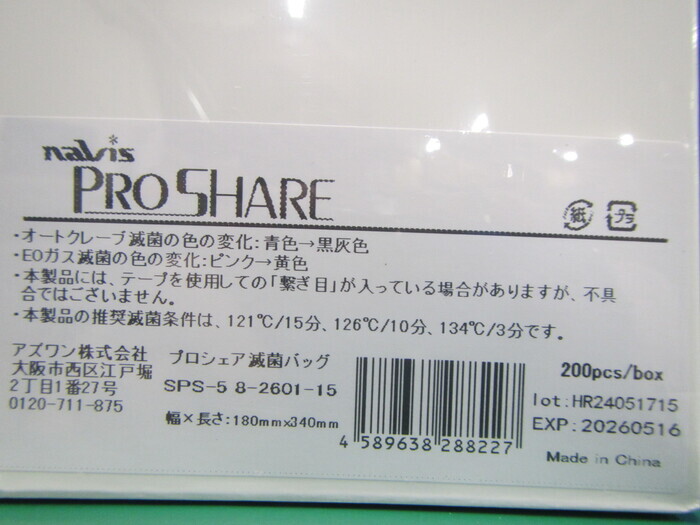 navis
PRO SHARE
紙 プラ
・オートクレーブ滅菌の色の変化:青色→黒灰色
・EOガス滅菌の色の変化:ピンク→黄色
・本製品には、テープを使用しての「繋ぎ目」が入っている場合がありますが、不具
合ではございません。
・本製品の推奨滅菌条件は、121℃/15分、126℃/10分、134℃/3分です。
アズワン株式会社
大阪市西区江戸堀
2丁目1番27号
0120-711-875
プロシェア滅菌バッグ
SPS-5 8-2601-15
幅×長さ:180mm×340mm
4 589638 288227
200pcs/box
lot:HR24051715
EXP:20260516
Made in China